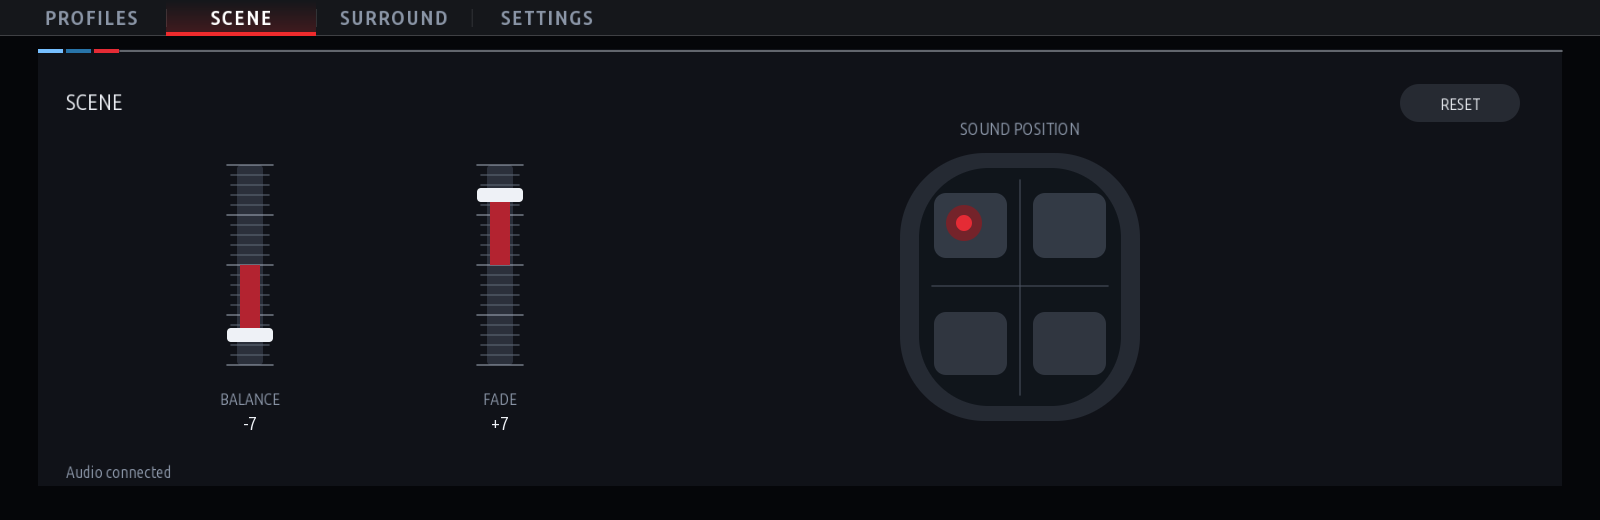 PROFILES
SCENE
SURROUND
SETTINGS
SCENE
RESET
SOUND POSITION
BALANCE
-7
FADE
+7
Audio connected